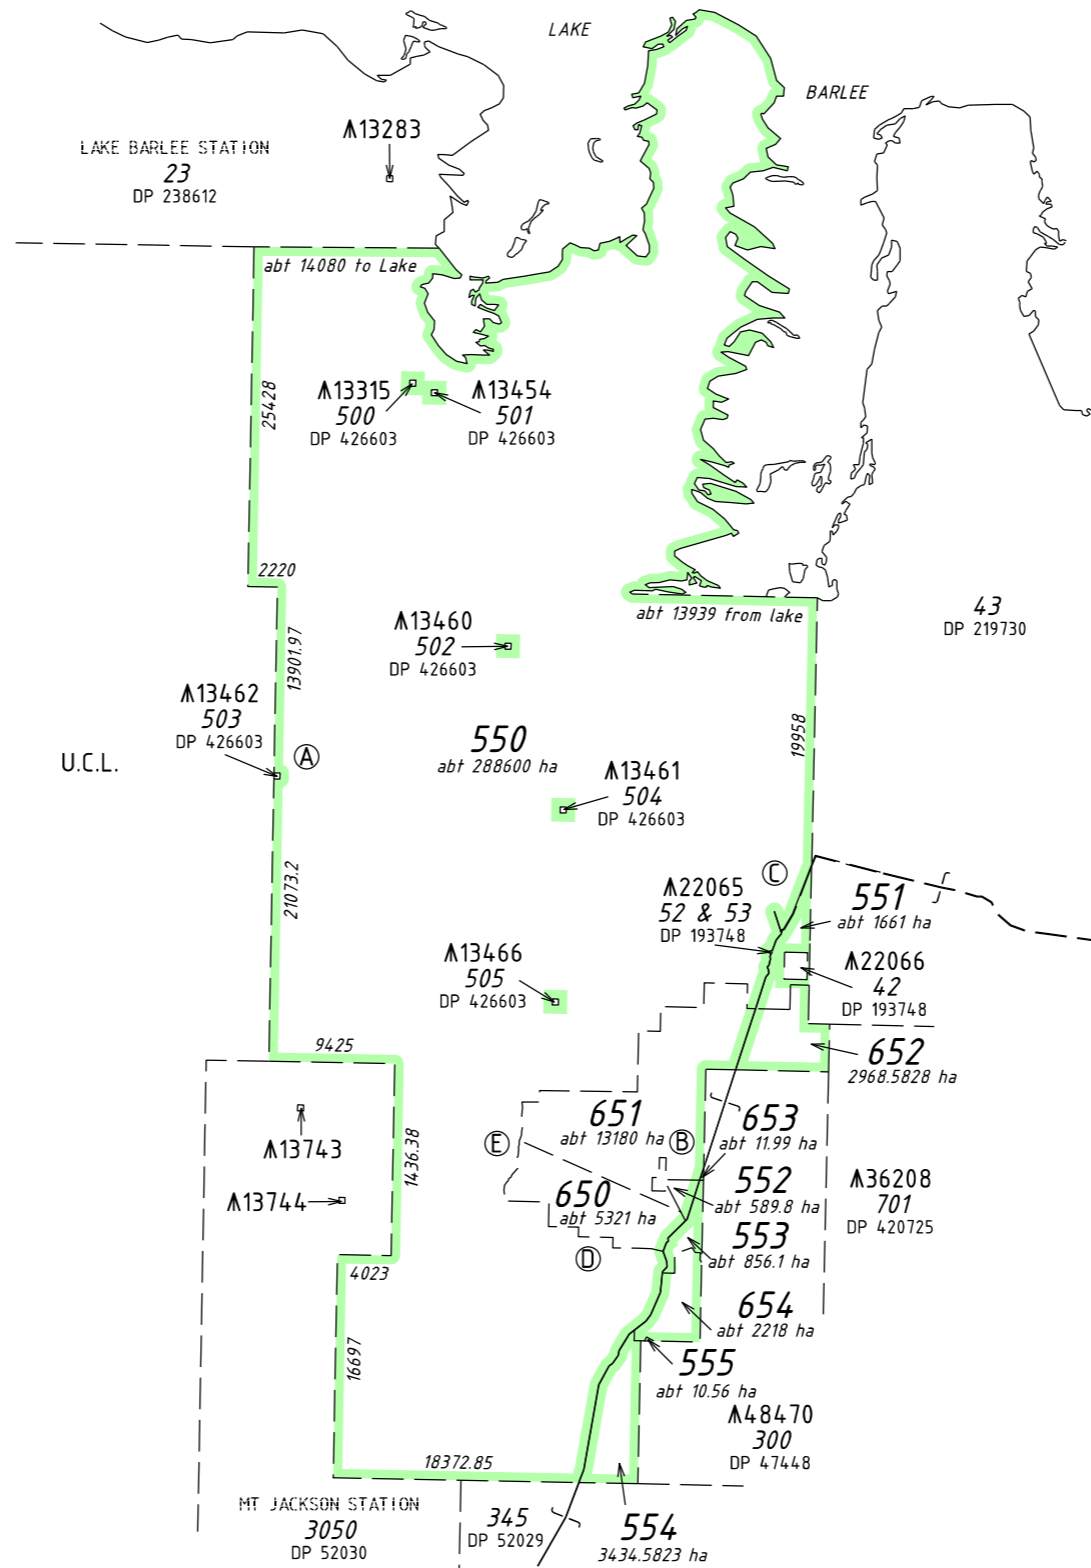 LAKE
BARLEE
⩚13283
LAKE BARLEE STATION
23
DP 238612
abt 14080 to Lake
25428
⩚13315
500
DP 426603
⩚13454
501
DP 426603
2220
abt 13939 from lake
43
DP 219730
13901.97
⩚13460
502
DP 426603
⩚13462
503
DP 426603
Ⓐ
U.C.L.
550
abt 288600 ha
19958
⩚13461
504
DP 426603
21073.2
Ⓒ
⩚22065
52 & 53
DP 193748
551
abt 1661 ha
⩚13466
505
DP 426603
⩚22066
42
DP 193748
9425
652
2968.5828 ha
⩚13743
1436.38
651
abt 13180 ha
Ⓑ
653
abt 11.99 ha
Ⓔ
⩚13744
650
abt 5321 ha
552
abt 589.8 ha
⩚36208
701
DP 420725
553
abt 856.1 ha
Ⓓ
4023
654
abt 2218 ha
16697
555
abt 10.56 ha
⩚48470
300
DP 47448
18372.85
MT JACKSON STATION
3050
DP 52030
345
DP 52029
554
3434.5823 ha